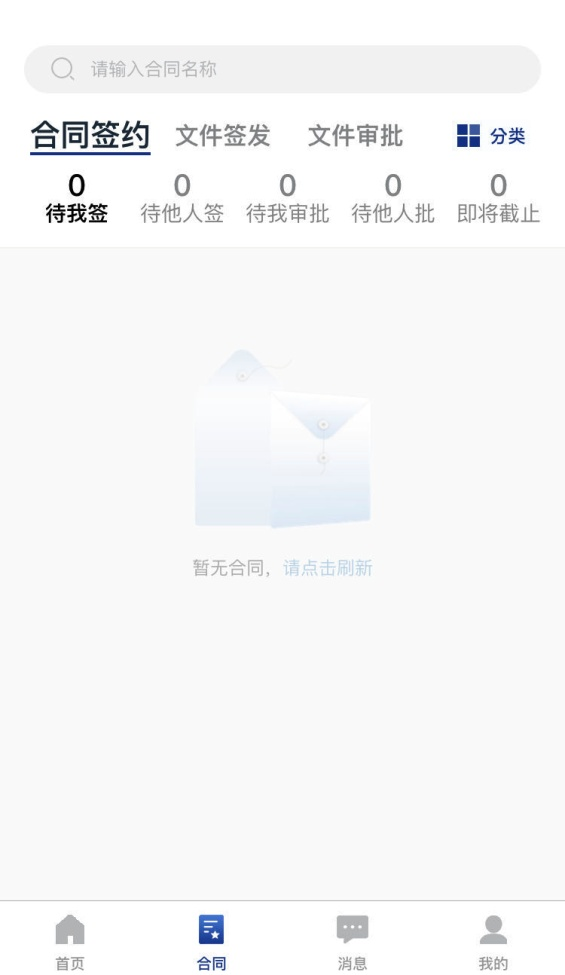 请输入合同名称
合同签约 文件签发 文件审批 分类
0 0 0 0 0
待我签 待他人签 待我审批 待他人批 即将截止
暂无合同，请点击刷新
首页 合同 消息 我的